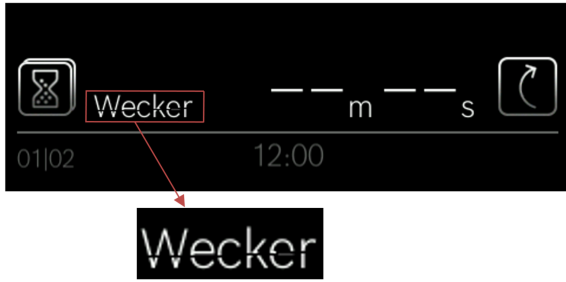 Wecker
— — m — — s
01|02
12:00
Wecker